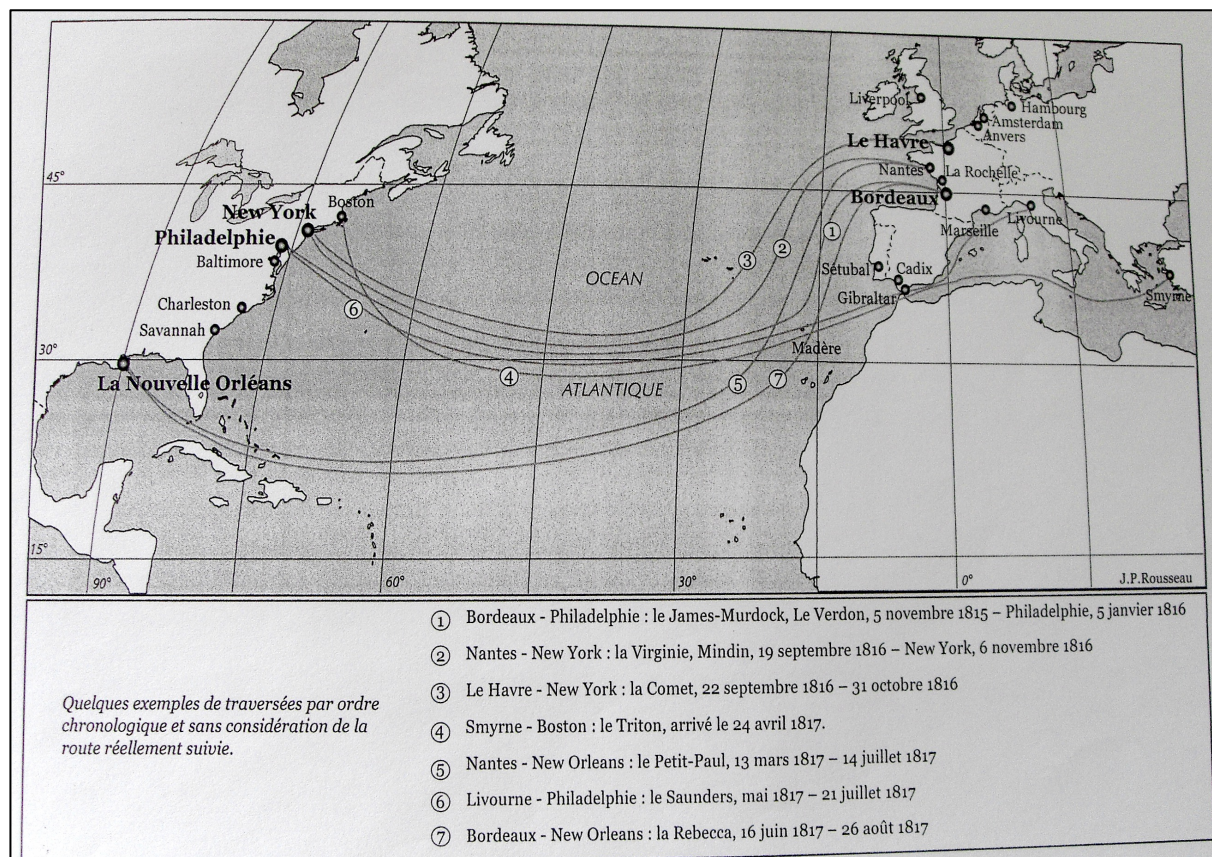 Liverpool
Hambourg
Amsterdam
Anvers
Le Havre
Nantes
La Rochelle
45°
Boston
New York
Bordeaux
Livourne
Marseille
Philadelphie
1
2
3
Baltimore
OCEAN
Sétubal
Cadix
Smyrne
Gibraltar
Charleston
6
Savannah
Madère
30°
4
5
7
La Nouvelle Orléans
ATLANTIQUE
15°
90°
60°
30°
0°
J.P.Rousseau
1 Bordeaux - Philadelphie : le James-Murdock, Le Verdon, 5 novembre 1815 – Philadelphie, 5 janvier 1816
2 Nantes - New York : la Virginie, Mindin, 19 septembre 1816 – New York, 6 novembre 1816
3 Le Havre - New York : la Comet, 22 septembre 1816 – 31 octobre 1816
Quelques exemples de traversées par ordre
chronologique et sans considération de la
route réellement suivie.
4 Smyrne - Boston : le Triton, arrivé le 24 avril 1817.
5 Nantes - New Orleans : le Petit-Paul, 13 mars 1817 – 14 juillet 1817
6 Livourne - Philadelphie : le Saunders, mai 1817 – 21 juillet 1817
7 Bordeaux - New Orleans : la Rebecca, 16 juin 1817 – 26 août 1817